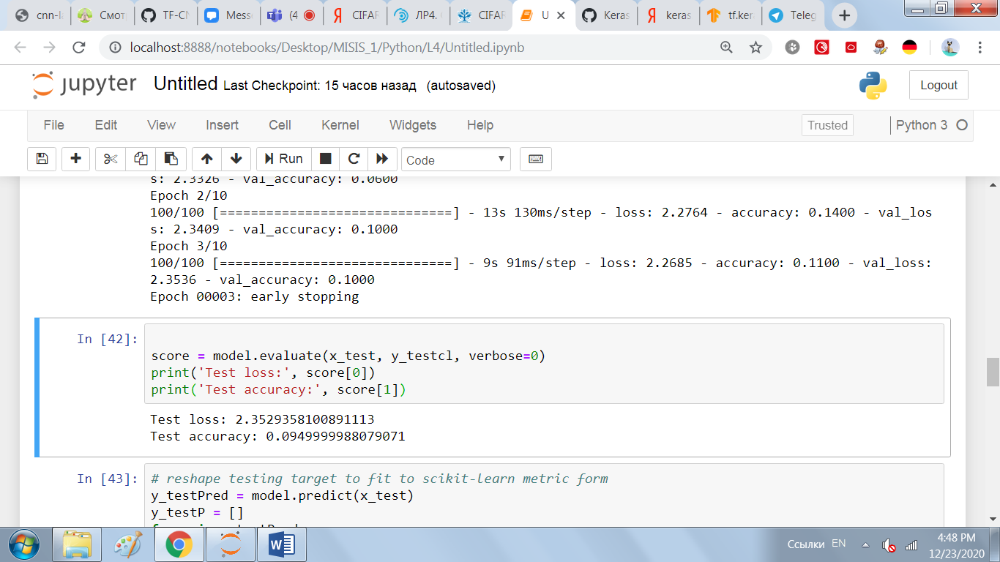 cnn-la
Смот
TF-CN
Mess
(4
CIFAR
ЛР4.
CIFAR
U
Keras
keras
tf.kera
Teleg
localhost:8888/notebooks/Desktop/MISIS_1/Python/L4/Untitled.ipynb
jupyter Untitled Last Checkpoint: 15 часов назад (autosaved)
Logout
File Edit View Insert Cell Kernel Widgets Help
Trusted
Python 3
Run
Code
s: 2.3326 - val_accuracy: 0.0600
Epoch 2/10
100/100 [==============================] - 13s 130ms/step - loss: 2.2764 - accuracy: 0.1400 - val_los
s: 2.3409 - val_accuracy: 0.1000
Epoch 3/10
100/100 [==============================] - 9s 91ms/step - loss: 2.2685 - accuracy: 0.1100 - val_loss:
2.3536 - val_accuracy: 0.1000
Epoch 00003: early stopping
In [42]:
score = model.evaluate(x_test, y_testcl, verbose=0)
print('Test loss:', score[0])
print('Test accuracy:', score[1])
Test loss: 2.3529358100891113
Test accuracy: 0.0949999988079071
In [43]: # reshape testing target to fit to scikit-learn metric form
y_testPred = model.predict(x_test)
y_testP = []
Ссылки EN
4:48 PM
12/23/2020